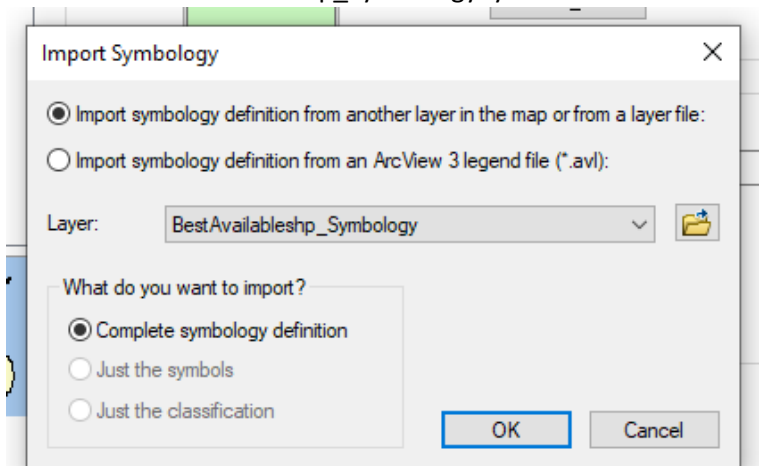 Import Symbology
Import symbology definition from another layer in the map or from a layer file:
Import symbology definition from an ArcView 3 legend file (*.avl):
Layer: BestAvailableshp_Symbology
What do you want to import?
Complete symbology definition
Just the symbols
Just the classification
OK Cancel